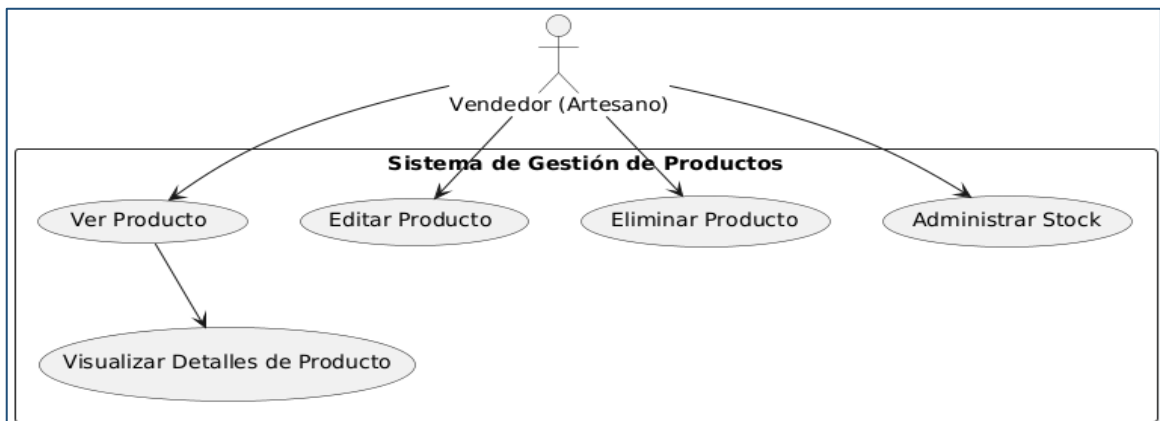 Vendedor (Artesano)
Sistema de Gestión de Productos
Ver Producto
Editar Producto
Eliminar Producto
Administrar Stock
Visualizar Detalles de Producto